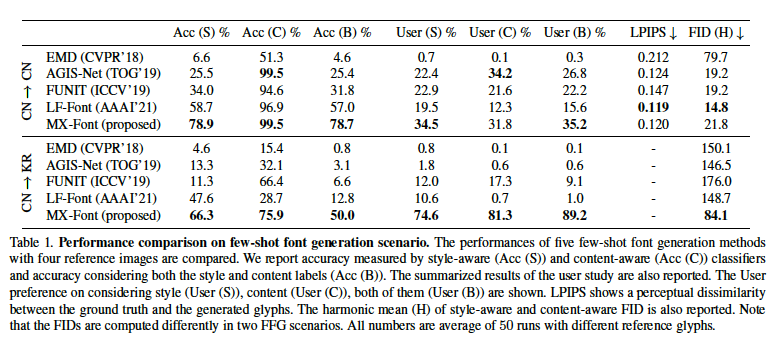 Acc (S) % Acc (C) % Acc (B) % User (S) % User (C) % User (B) % LPIPS ↓ FID (H) ↓
CN → CN
EMD (CVPR'18) 6.6 51.3 4.6 0.7 0.1 0.3 0.212 79.7
AGIS-Net (TOG'19) 25.5 99.5 25.4 22.4 34.2 26.8 0.124 19.2
FUNIT (ICCV'19) 34.0 94.6 31.8 22.9 21.6 22.2 0.147 19.2
LF-Font (AAAI'21) 58.7 96.9 57.0 19.5 12.3 15.6 0.119 14.8
MX-Font (proposed) 78.9 99.5 78.7 34.5 31.8 35.2 0.120 21.8
CN → KR
EMD (CVPR'18) 4.6 15.4 0.8 0.8 0.1 0.1 - 150.1
AGIS-Net (TOG'19) 13.3 32.1 3.1 1.8 0.6 0.6 - 146.5
FUNIT (ICCV'19) 11.3 66.4 6.6 12.0 17.3 9.1 - 176.0
LF-Font (AAAI'21) 47.6 28.7 12.8 10.6 0.7 1.0 - 148.7
MX-Font (proposed) 66.3 75.9 50.0 74.6 81.3 89.2 - 84.1
Table 1. Performance comparison on few-shot font generation scenario. The performances of five few-shot font generation methods
with four reference images are compared. We report accuracy measured by style-aware (Acc (S)) and content-aware (Acc (C)) classifiers
and accuracy considering both the style and content labels (Acc (B)). The summarized results of the user study are also reported. The User
preference on considering style (User (S)), content (User (C)), both of them (User (B)) are shown. LPIPS shows a perceptual dissimilarity
between the ground truth and the generated glyphs. The harmonic mean (H) of style-aware and content-aware FID is also reported. Note
that the FIDs are computed differently in two FFG scenarios. All numbers are average of 50 runs with different reference glyphs.